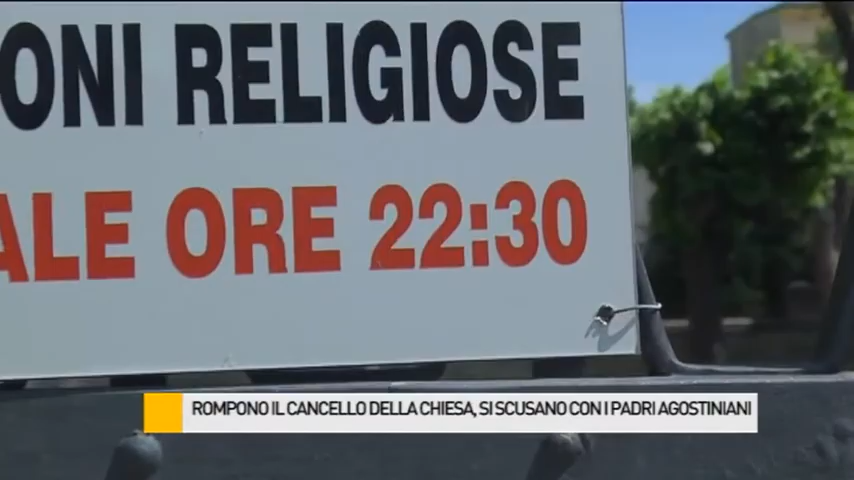 ONI RELIGIOSE
ALE ORE 22:30
ROMPONO IL CANCELLO DELLA CHIESA, SI SCUSANO CON I PADRI AGOSTINIANI